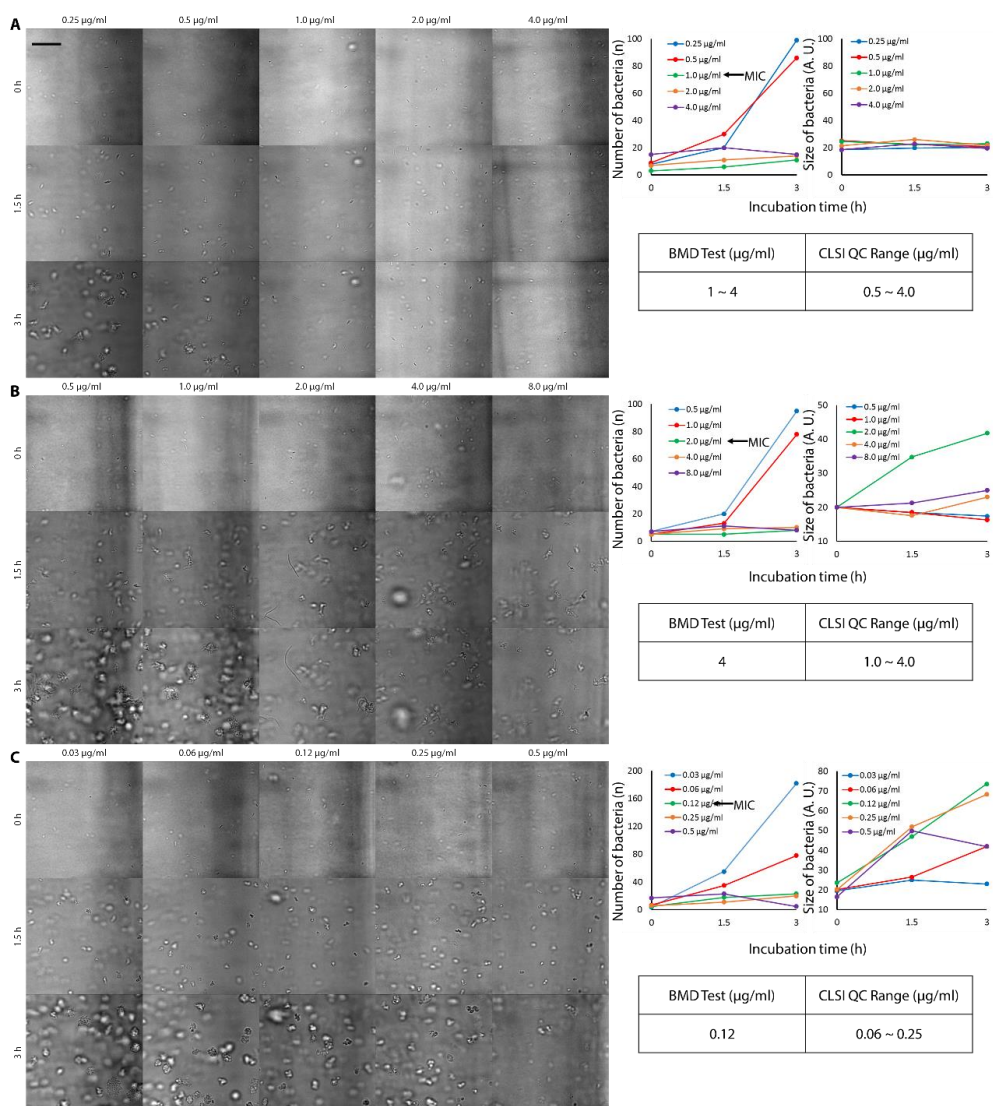 A
0.25 µg/ml 0.5 µg/ml 1.0 µg/ml 2.0 µg/ml 4.0 µg/ml
0 h
1.5 h
3 h
Number of bacteria (n)
100
80
60
40
20
0
0.25 µg/ml
0.5 µg/ml
1.0 µg/ml MIC
2.0 µg/ml
4.0 µg/ml
0 1.5 3
Size of bacteria (A. U.)
100
80
60
40
20
0
0.25 µg/ml
0.5 µg/ml
1.0 µg/ml
2.0 µg/ml
4.0 µg/ml
0 1.5 3
Incubation time (h)
BMD Test (µg/ml) CLSI QC Range (µg/ml)
1 ~ 4 0.5 ~ 4.0
B
0.5 µg/ml 1.0 µg/ml 2.0 µg/ml 4.0 µg/ml 8.0 µg/ml
0 h
1.5 h
3 h
Number of bacteria (n)
100
80
60
40
20
0
0.5 µg/ml
1.0 µg/ml
2.0 µg/ml MIC
4.0 µg/ml
8.0 µg/ml
0 1.5 3
Size of bacteria (A. U.)
50
40
30
20
10
0.5 µg/ml
1.0 µg/ml
2.0 µg/ml
4.0 µg/ml
8.0 µg/ml
0 1.5 3
Incubation time (h)
BMD Test (µg/ml) CLSI QC Range (µg/ml)
4 1.0 ~ 4.0
C
0.03 µg/ml 0.06 µg/ml 0.12 µg/ml 0.25 µg/ml 0.5 µg/ml
0 h
1.5 h
3 h
Number of bacteria (n)
200
160
120
80
40
0
0.03 µg/ml
0.06 µg/ml
0.12 µg/ml MIC
0.25 µg/ml
0.5 µg/ml
0 1.5 3
Size of bacteria (A. U.)
80
70
60
50
40
30
20
10
0.03 µg/ml
0.06 µg/ml
0.12 µg/ml
0.25 µg/ml
0.5 µg/ml
0 1.5 3
Incubation time (h)
BMD Test (µg/ml) CLSI QC Range (µg/ml)
0.12 0.06 ~ 0.25